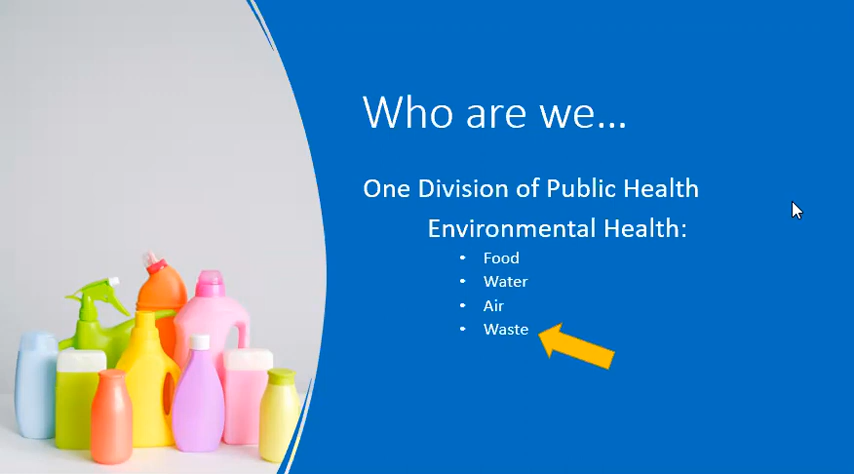 Who are we...
One Division of Public Health
Environmental Health:
• Food
• Water
• Air
• Waste